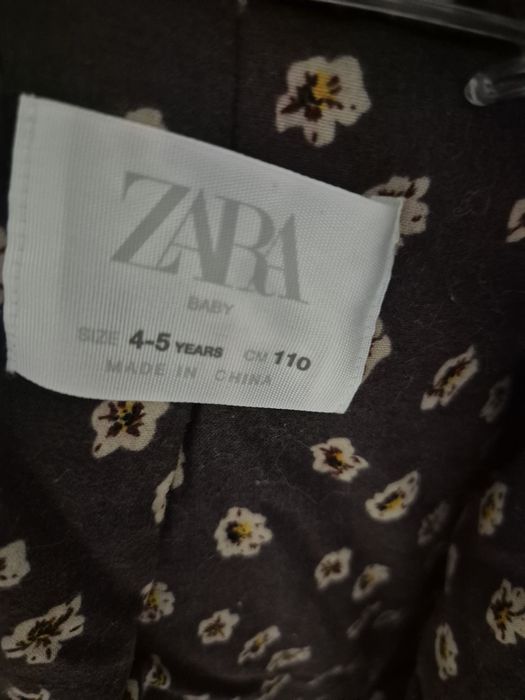 ZARA
BABY
SIZE 4-5 YEARS CM 110
MADE IN CHINA